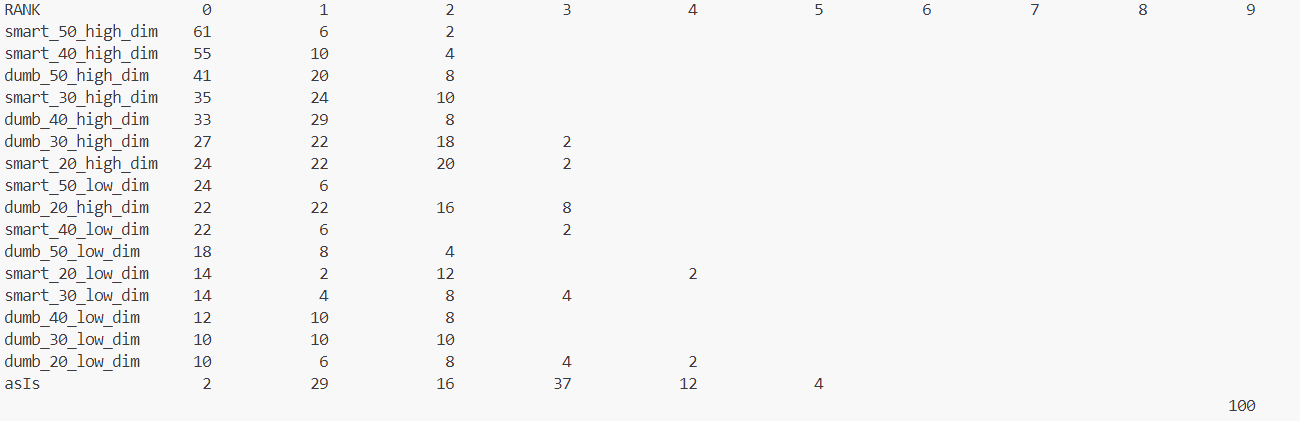 RANK 0 1 2 3 4 5 6 7 8 9
smart_50_high_dim 61 6 2
smart_40_high_dim 55 10 4
dumb_50_high_dim 41 20 8
smart_30_high_dim 35 24 10
dumb_40_high_dim 33 29 8
dumb_30_high_dim 27 22 18 2
smart_20_high_dim 24 22 20 2
smart_50_low_dim 24 6
dumb_20_high_dim 22 22 16 8
smart_40_low_dim 22 6 2
dumb_50_low_dim 18 8 4
smart_20_low_dim 14 2 12 2
smart_30_low_dim 14 4 8 4
dumb_40_low_dim 12 10 8
dumb_30_low_dim 10 10 10
dumb_20_low_dim 10 6 8 4 2
asIs 2 29 16 37 12 4
100